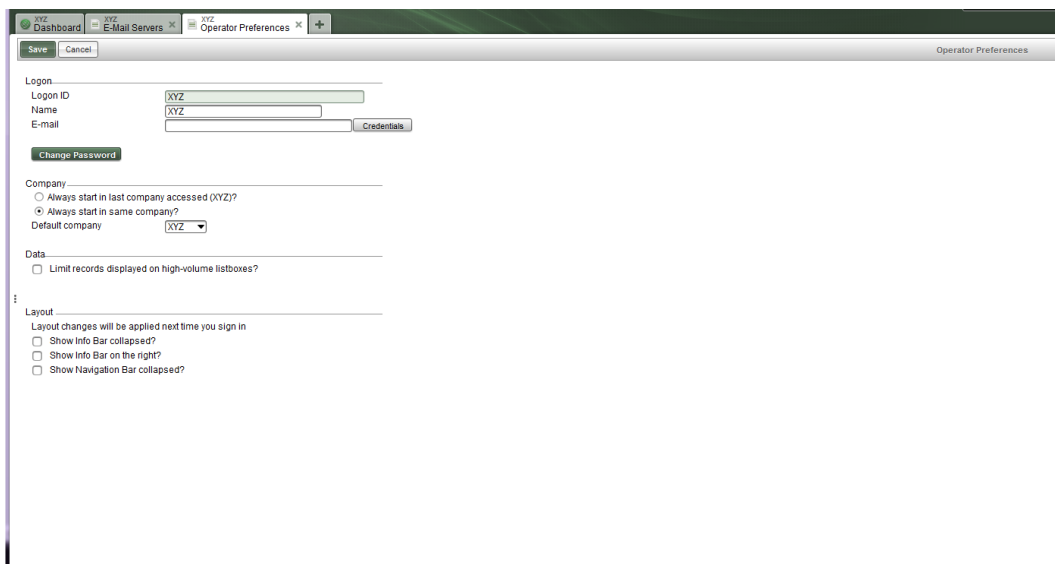 XYZ
Dashboard
XYZ
E-Mail Servers
XYZ
Operator Preferences
Save Cancel Operator Preferences
Logon
Logon ID XYZ
Name XYZ
E-mail Credentials
Change Password
Company
Always start in last company accessed (XYZ)?
Always start in same company?
Default company XYZ
Data
Limit records displayed on high-volume listboxes?
Layout
Layout changes will be applied next time you sign in
Show Info Bar collapsed?
Show Info Bar on the right?
Show Navigation Bar collapsed?